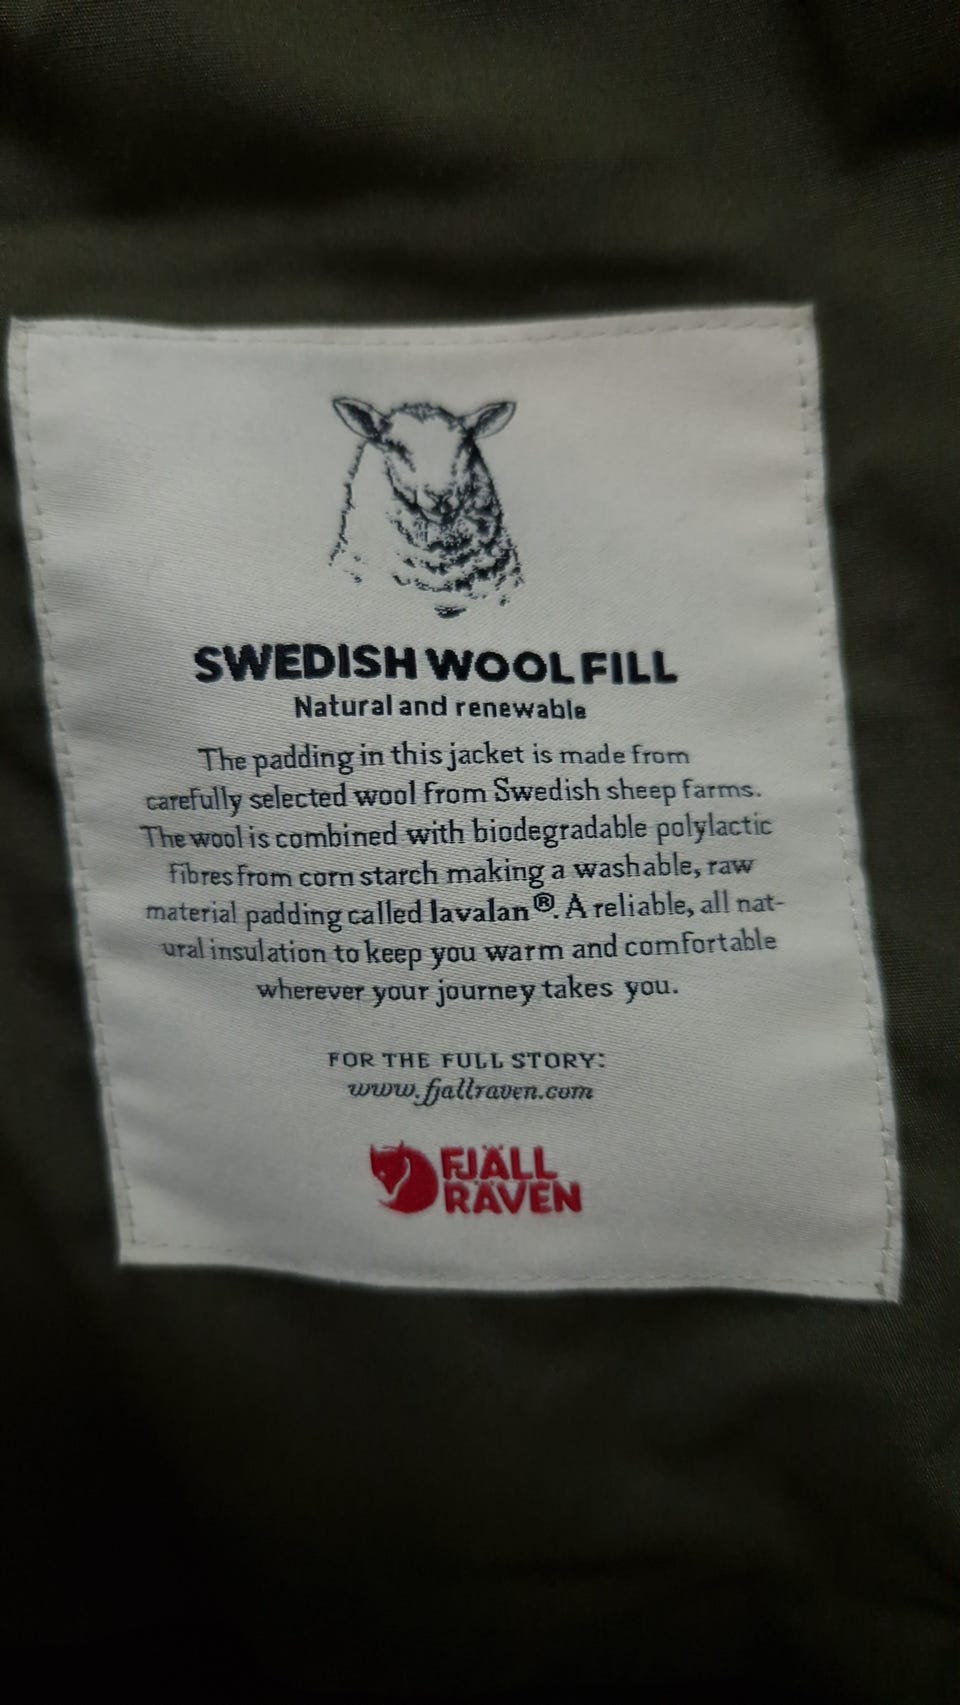 SWEDISH WOOL FILL
Natural and renewable
The padding in this jacket is made from
carefully selected wool from Swedish sheep farms.
The wool is combined with biodegradable polylactic
fibres from corn starch making a washable, raw
material padding called lavalan®. A reliable, all nat-
ural insulation to keep you warm and comfortable
wherever your journey takes you.
FOR THE FULL STORY:
www.fjallraven.com
FJÄLL
RÄVEN